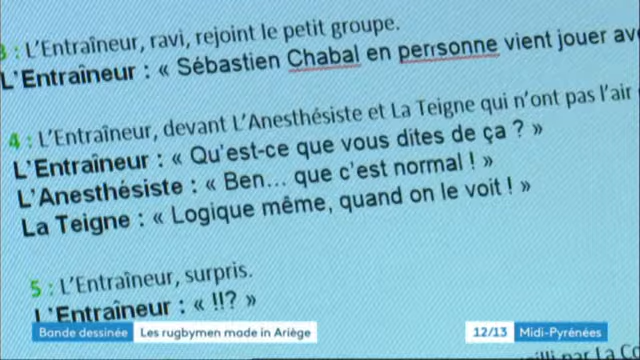 3 : L'Entraîneur, ravi, rejoint le petit groupe.
L'Entraîneur : « Sébastien Chabal en perrsonne vient jouer
4 : L'Entraîneur, devant L'Anesthésiste et La Teigne qui n'ont pas l'air
L'Entraîneur : « Qu'est-ce que vous dites de ça ? »
L'Anesthésiste : « Ben... que c'est normal ! »
La Teigne : « Logique même, quand on le voit ! »
5 : L'Entraîneur, surpris.
L'Entraîneur : « !!? »
Bande dessinée Les rugbymen made in Ariège 12/13 Midi-Pyrénées
par La